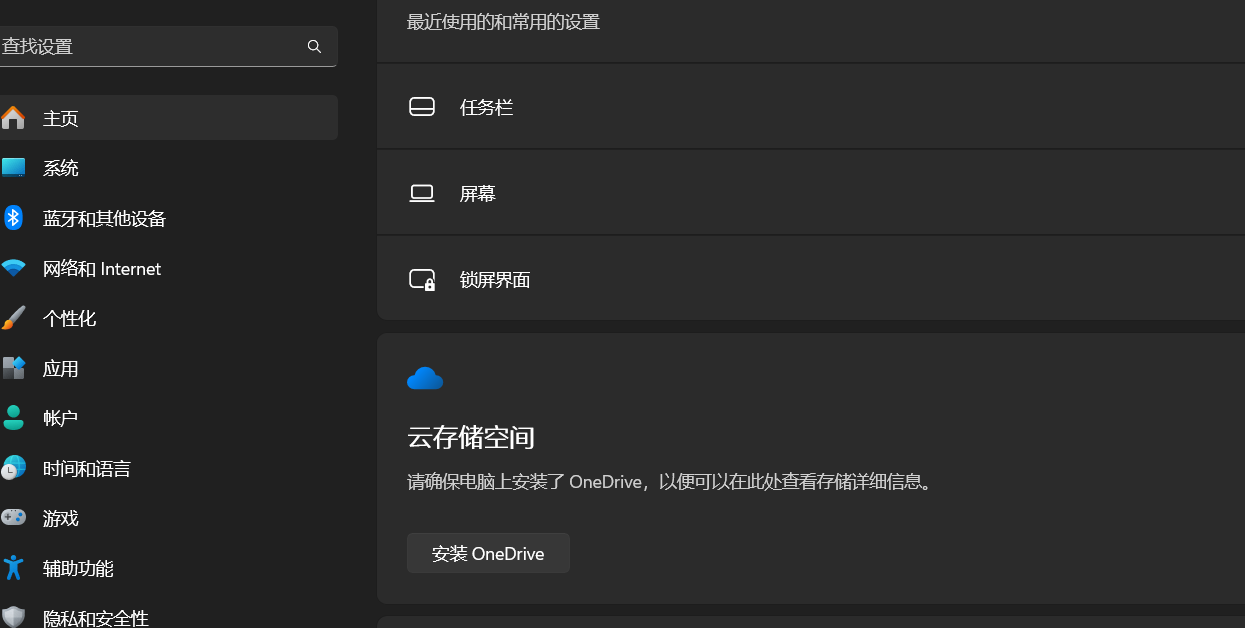 查找设置
主页
系统
蓝牙和其他设备
网络和 Internet
个性化
应用
帐户
时间和语言
游戏
辅助功能
隐私和安全性
最近使用的和常用的设置
任务栏
屏幕
锁屏界面
云存储空间
请确保电脑上安装了 OneDrive，以便可以在此处查看存储详细信息。
安装 OneDrive